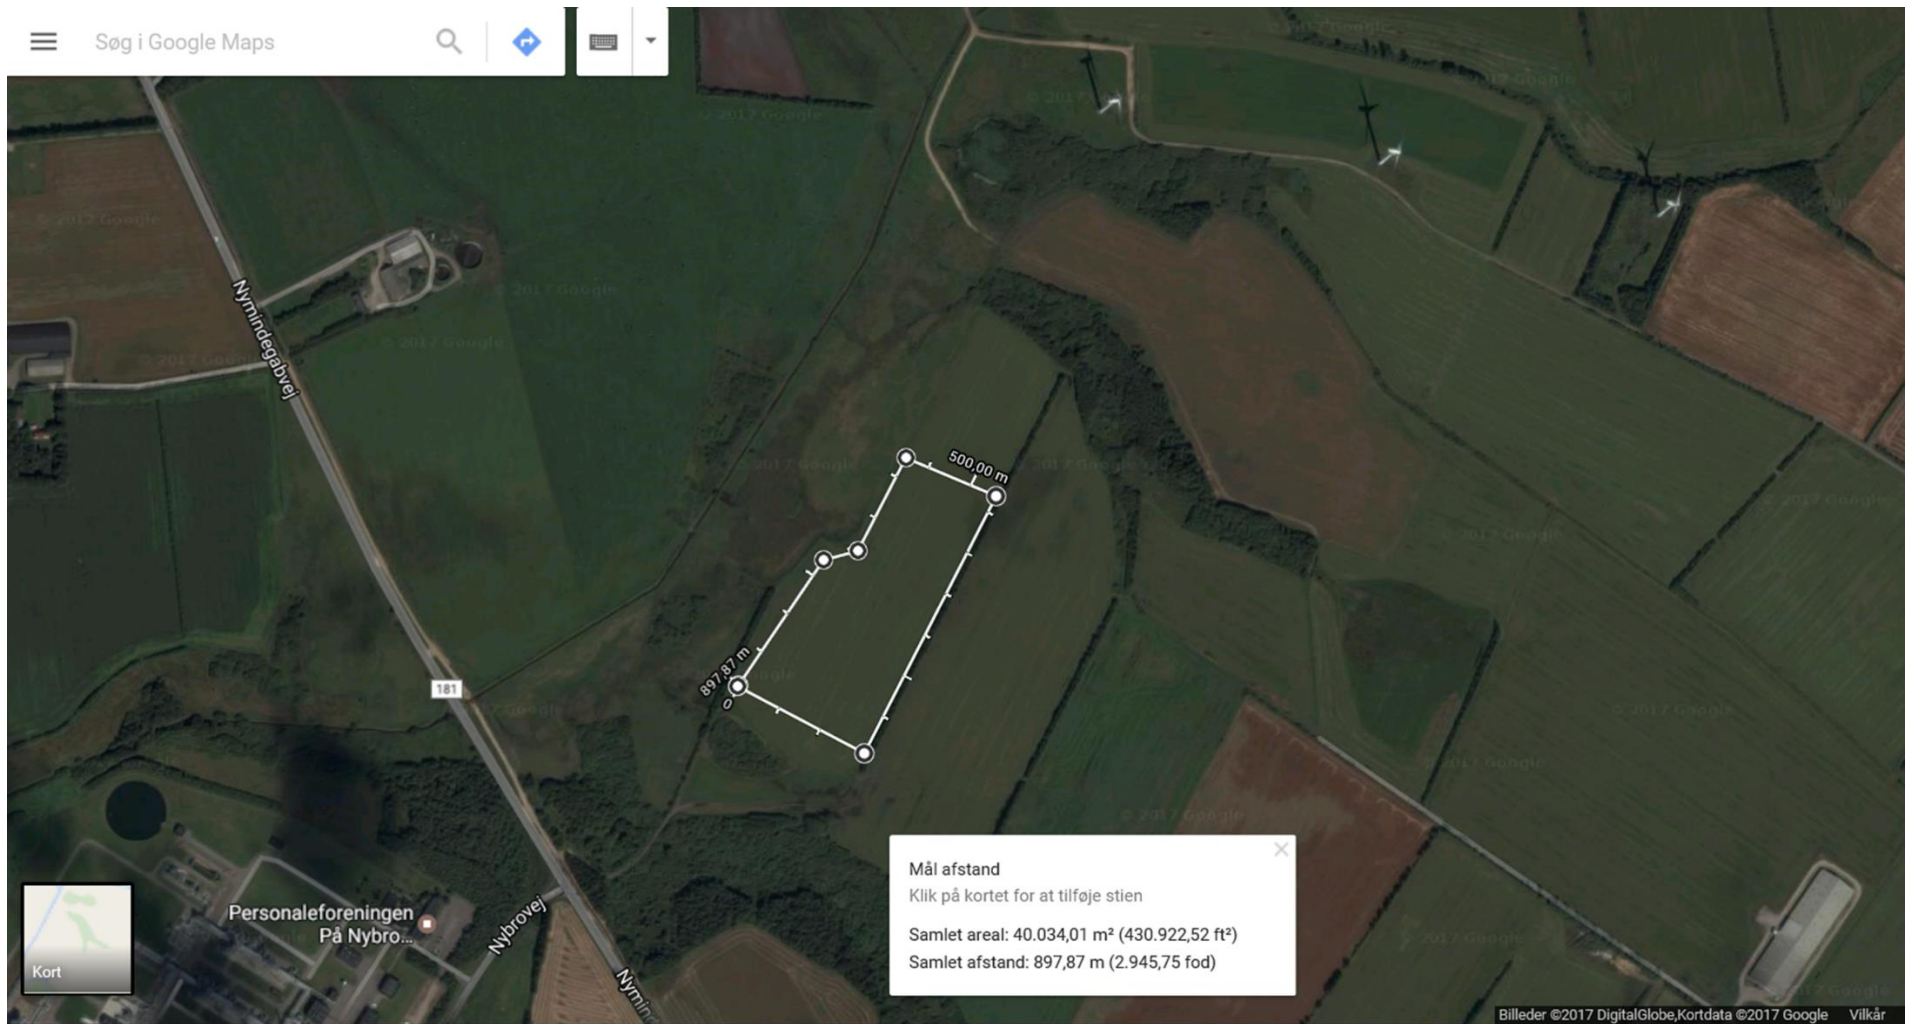 Søg i Google Maps
Nymindegabvej
500,00 m
897,87 m
0
181
Mål afstand
Klik på kortet for at tilføje stien
Samlet areal: 40.034,01 m² (430.922,52 ft²)
Samlet afstand: 897,87 m (2.945,75 fod)
Personaleforeningen
På Nybro...
Nybrovej
Kort
Billeder ©2017 DigitalGlobe,Kortdata ©2017 Google Vilkår